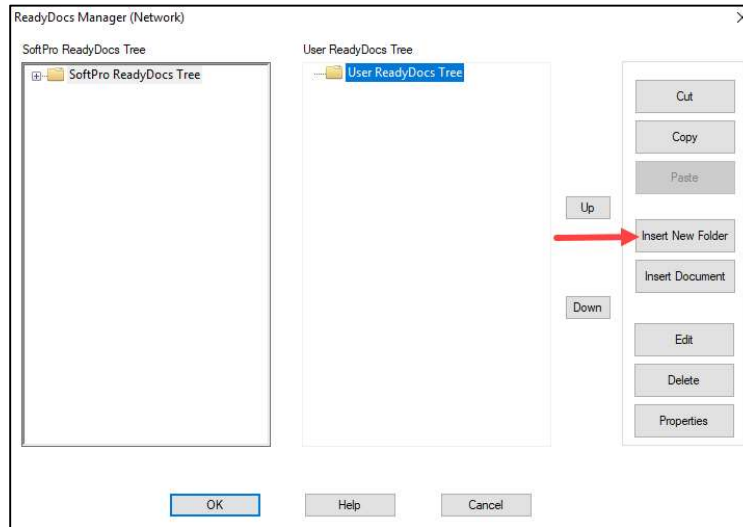 ReadyDocs Manager (Network)
SoftPro ReadyDocs Tree
User ReadyDocs Tree
SoftPro ReadyDocs Tree
User ReadyDocs Tree
Cut
Copy
Paste
Up
Insert New Folder
Insert Document
Down
Edit
Delete
Properties
OK
Help
Cancel